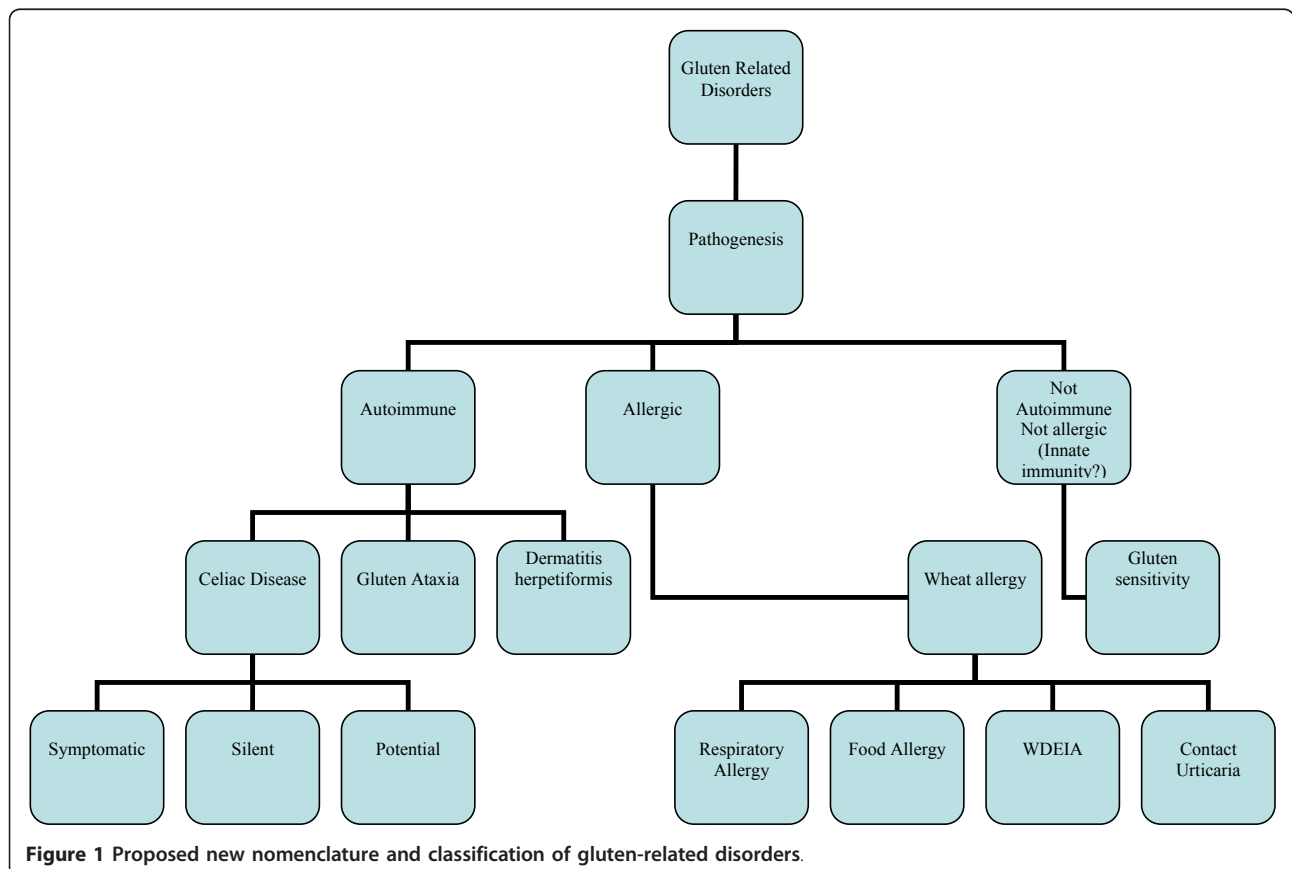 Gluten Related
Disorders
Pathogenesis
Autoimmune
Allergic
Not
Autoimmune
Not allergic
(Innate
immunity?)
Celiac Disease
Gluten Ataxia
Dermatitis
herpetiformis
Wheat allergy
Gluten
sensitivity
Symptomatic
Silent
Potential
Respiratory
Allergy
Food Allergy
WDEIA
Contact
Urticaria
Figure 1 Proposed new nomenclature and classification of gluten-related disorders.